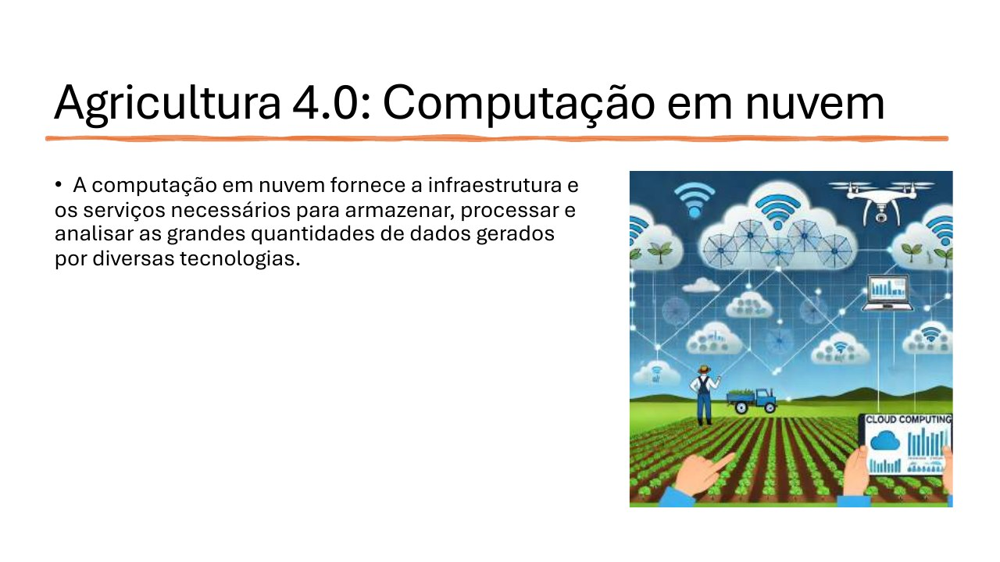 Agricultura 4.0: Computação em nuvem
• A computação em nuvem fornece a infraestrutura e
os serviços necessários para armazenar, processar e
analisar as grandes quantidades de dados gerados
por diversas tecnologias.
CLOUD COMPUTING